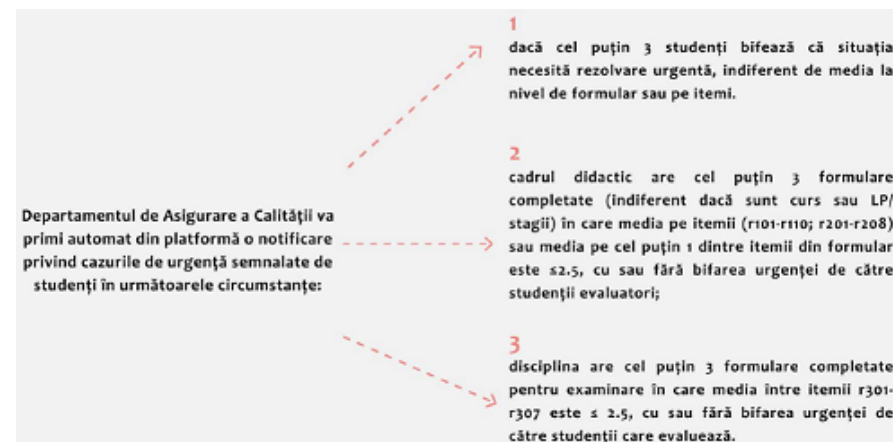 Departamentul de Asigurare a Calității va
primi automat din platformă o notificare
privind cazurile de urgență semnalate de
studenți în următoarele circumstanțe:
1
dacă cel puțin 3 studenți bifează că situația
necesită rezolvare urgentă, indiferent de media la
nivel de formular sau pe itemi.
2
cadrul didactic are cel puțin 3 formulare
completate (indiferent dacă sunt curs sau LP/
stagii) în care media pe itemii (r101-r110; r201-r208)
sau media pe cel puțin 1 dintre itemii din formular
este ≤2.5, cu sau fără bifarea urgenței de către
studenții evaluatori;
3
disciplina are cel puțin 3 formulare completate
pentru examinare în care media între itemii r301-
r307 este ≤ 2.5, cu sau fără bifarea urgenței de
către studenții care evaluează.